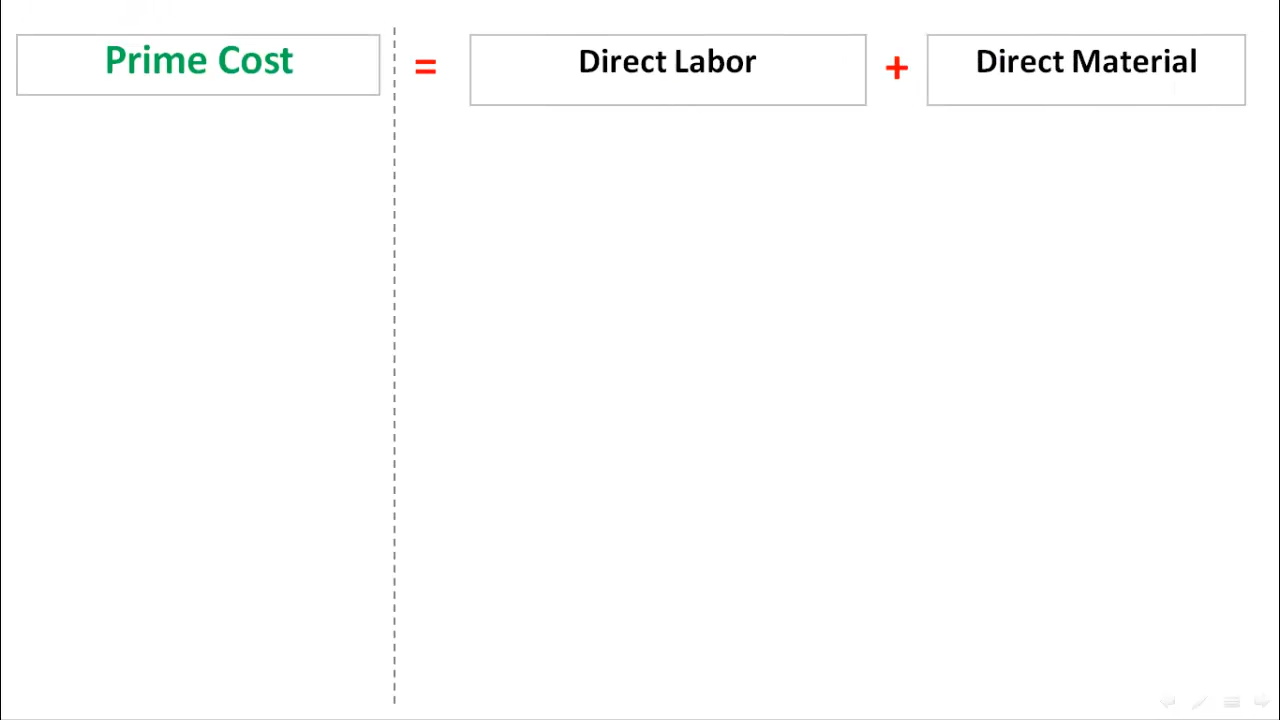 Prime Cost = Direct Labor + Direct Material